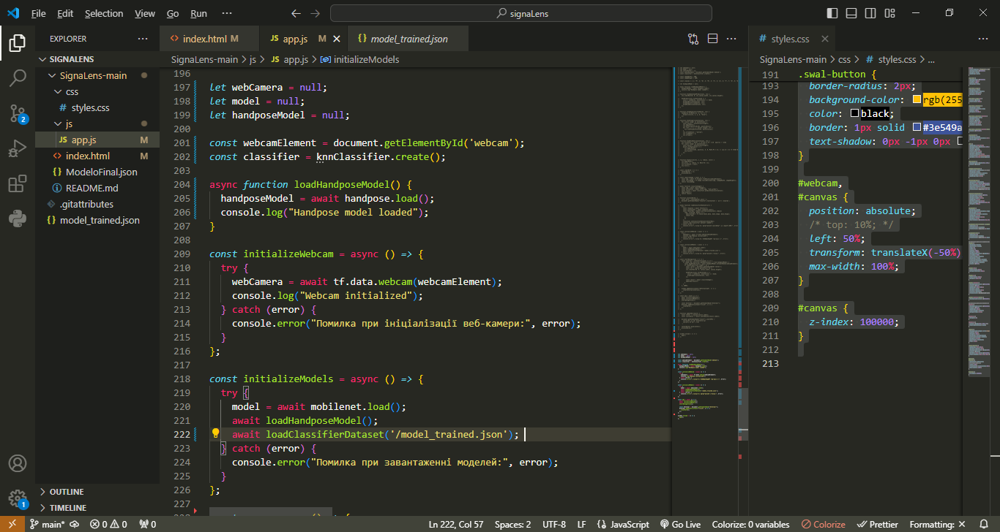 File Edit Selection View Go Run ··· signaLens
EXPLORER ···
SIGNALENS
SignaLens-main
css
# styles.css
js
JS app.js M
<> index.html M
{} ModeloFinal.json
README.md
.gitattributes
{} model_trained.json
OUTLINE
TIMELINE
2
1
<> index.html M JS app.js M {} model_trained.json
SignaLens-main > js > JS app.js > initializeModels
196
197 let webCamera = null;
198 let model = null;
199 let handposeModel = null;
200
201 const webcamElement = document.getElementById('webcam');
202 const classifier = knnClassifier.create();
203
204 async function loadHandposeModel() {
205 handposeModel = await handpose.load();
206 console.log("Handpose model loaded");
207 }
208
209 const initializeWebcam = async () => {
210 try {
211 webCamera = await tf.data.webcam(webcamElement);
212 console.log("Webcam initialized");
213 } catch (error) {
214 console.error("Помилка при ініціалізації веб-камери:", error);
215 }
216 };
217
218 const initializeModels = async () => {
219 try {
220 model = await mobilenet.load();
221 await loadHandposeModel();
222 await loadClassifierDataset('/model_trained.json');
223 } catch (error) {
224 console.error("Помилка при завантаженні моделей:", error);
225 }
226 };
227
# styles.css
SignaLens-main > css > # styles.css > ...
191 .swal-button {
193 border-radius: 2px;
194 background-color: rgb(255
195 color: black;
196 border: 1px solid #3e549a
197 text-shadow: 0px -1px 0px
198 }
199
200 #webcam,
201 #canvas {
202 position: absolute;
203 /* top: 10%; */
204 left: 50%;
205 transform: translateX(-50%)
206 max-width: 100%;
207 }
208
209 #canvas {
210 z-index: 100000;
211 }
212
213
main* 0 0 0 Ln 222, Col 57 Spaces: 2 UTF-8 LF {} JavaScript Go Live Colorize: 0 variables Colorize Prettier Formatting: ×